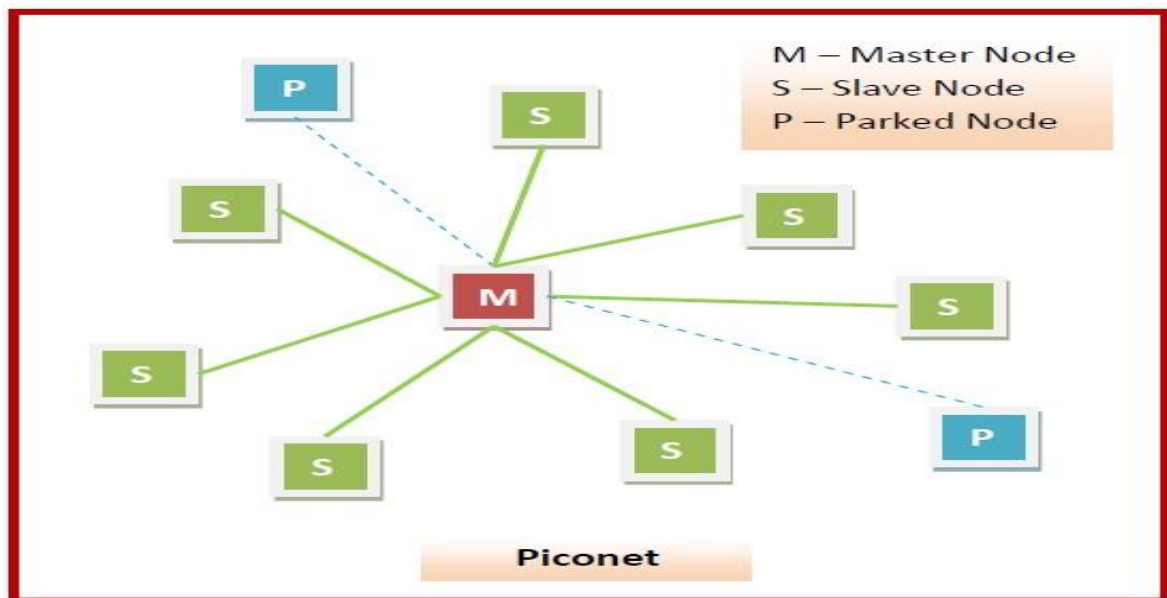 M – Master Node
S – Slave Node
P – Parked Node
P
S
S
S
M
S
S
P
S
S
Piconet